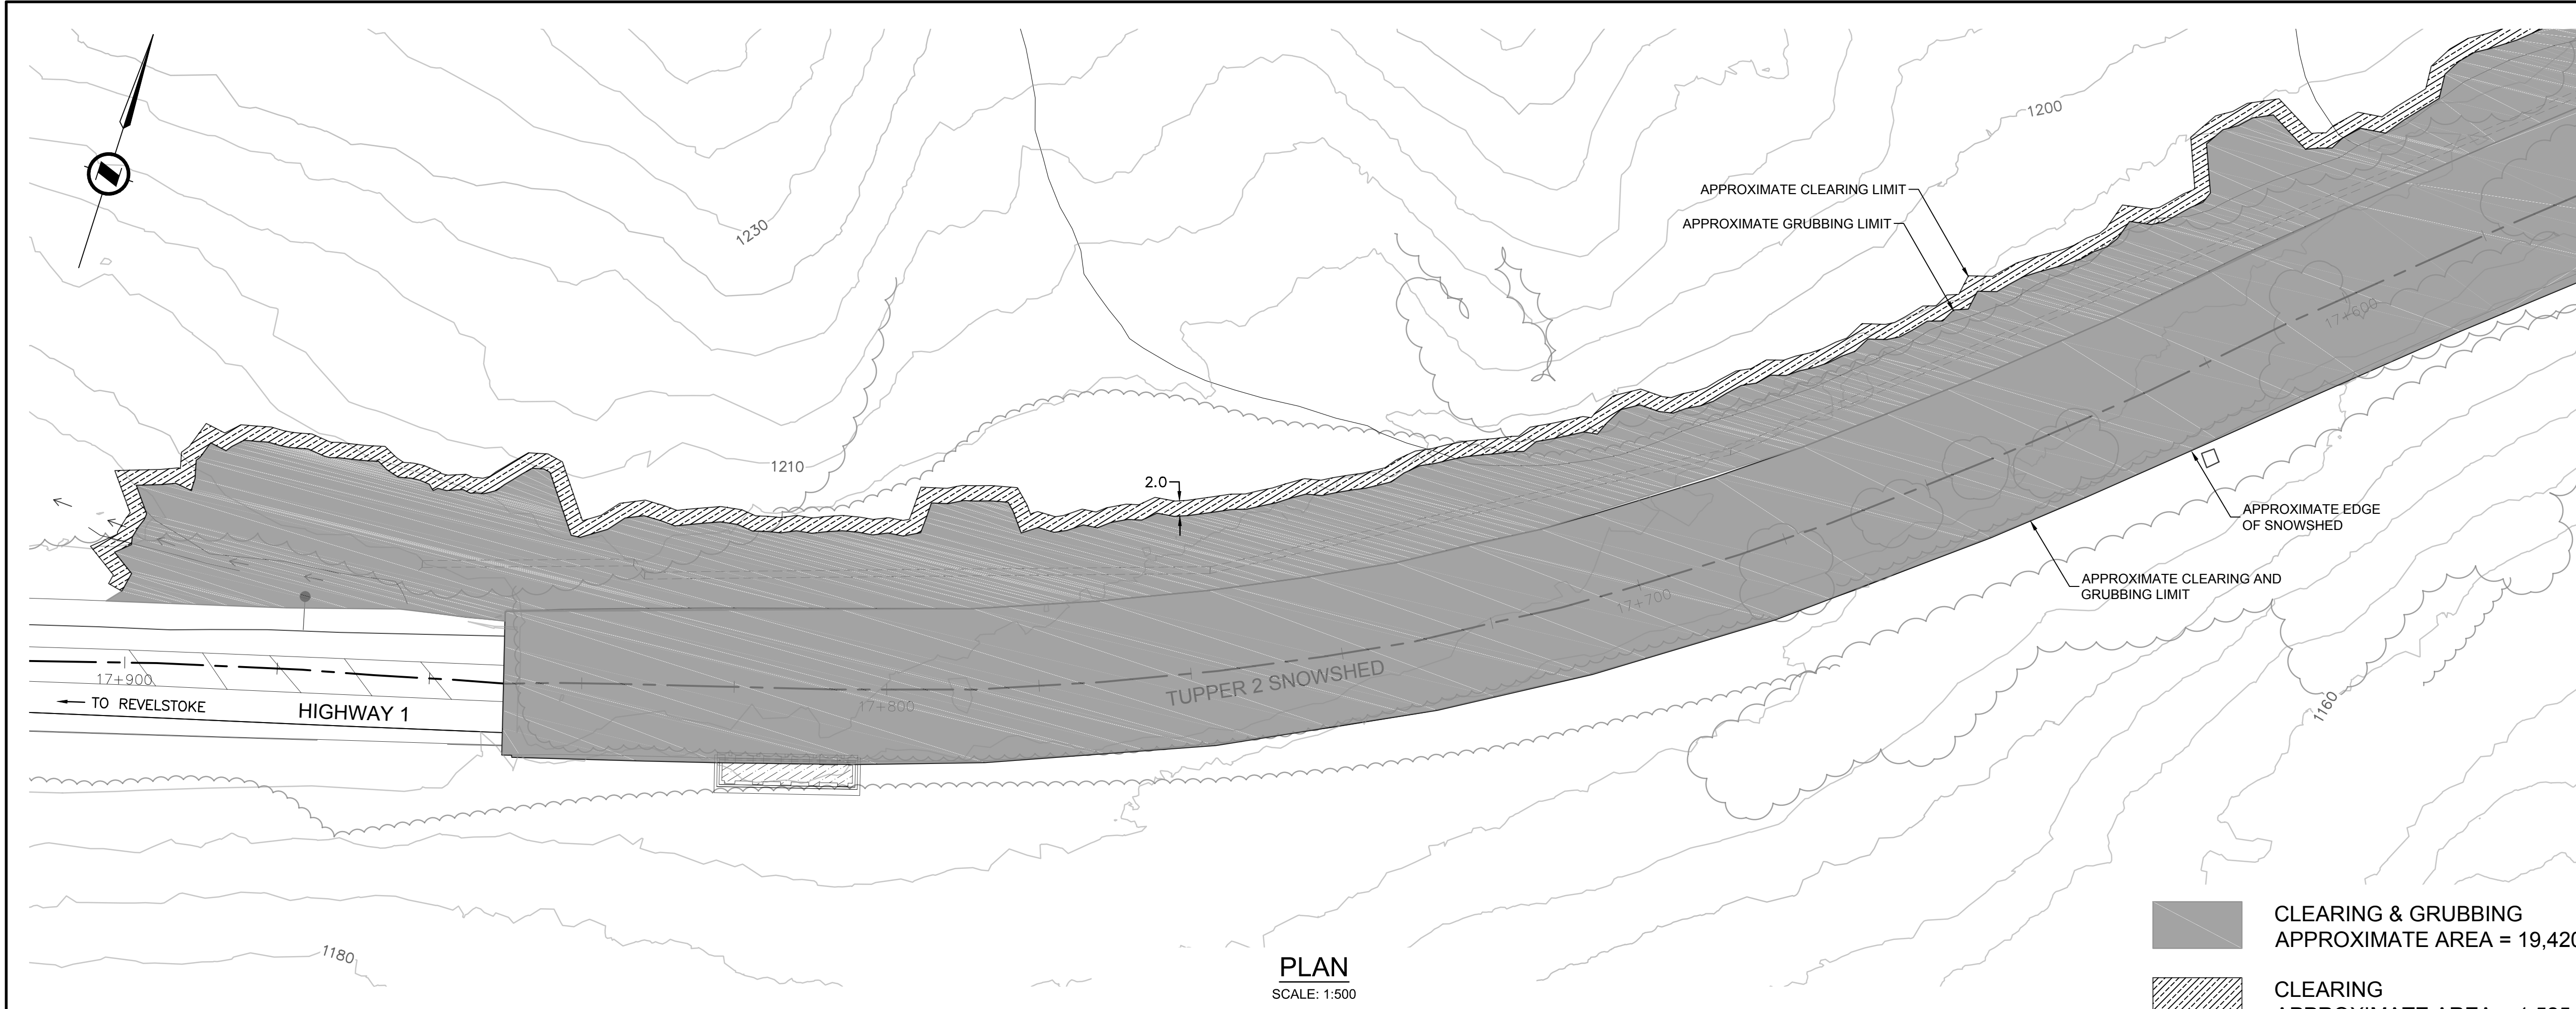 1200
APPROXIMATE CLEARING LIMIT
APPROXIMATE GRUBBING LIMIT
1230
17+600
1210
2.0
APPROXIMATE EDGE
OF SNOWSHED
APPROXIMATE CLEARING AND
GRUBBING LIMIT
17+700
TUPPER 2 SNOWSHED
17+900
17+800
TO REVELSTOKE
HIGHWAY 1
1160
CLEARING & GRUBBING
APPROXIMATE AREA = 19,420
1180
PLAN
SCALE: 1:500
CLEARING